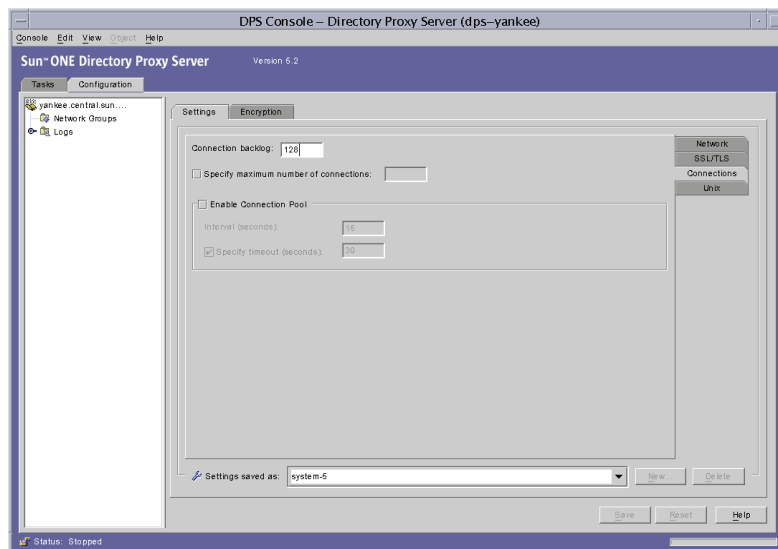 DPS Console – Directory Proxy Server (dps–yankee)
Console Edit View Object Help
Sun™ ONE Directory Proxy Server Version 5.2
Tasks Configuration
yankee.central.sun....
Network Groups
Logs
Settings Encryption
Connection backlog: 128
Specify maximum number of connections:
Enable Connection Pool
Interval (seconds): 15
Specify timeout (seconds): 30
Network
SSL/TLS
Connections
Unix
Settings saved as: system-5 New... Delete
Save Reset Help
Status: Stopped